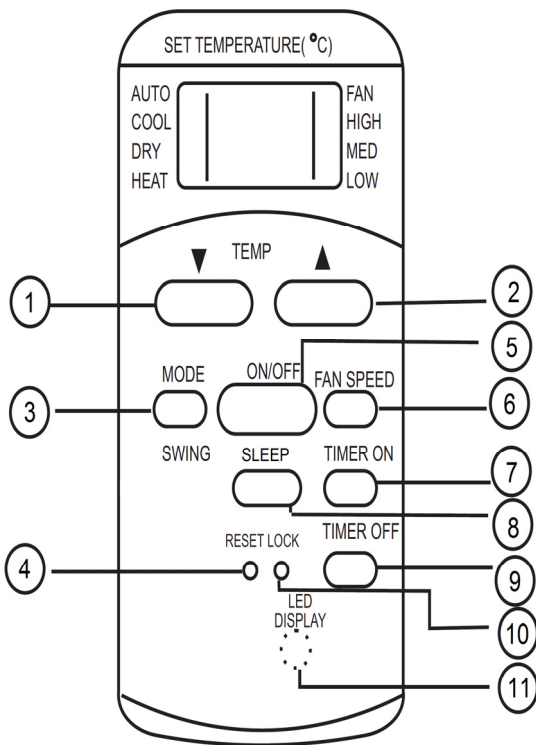 SET TEMPERATURE(°C)
AUTO FAN
COOL HIGH
DRY MED
HEAT LOW
▼ TEMP ▲
1 2
5
MODE ON/OFF FAN SPEED
3 6
SWING SLEEP TIMER ON
7
8
RESET LOCK TIMER OFF
4 9
LED
DISPLAY
10
11